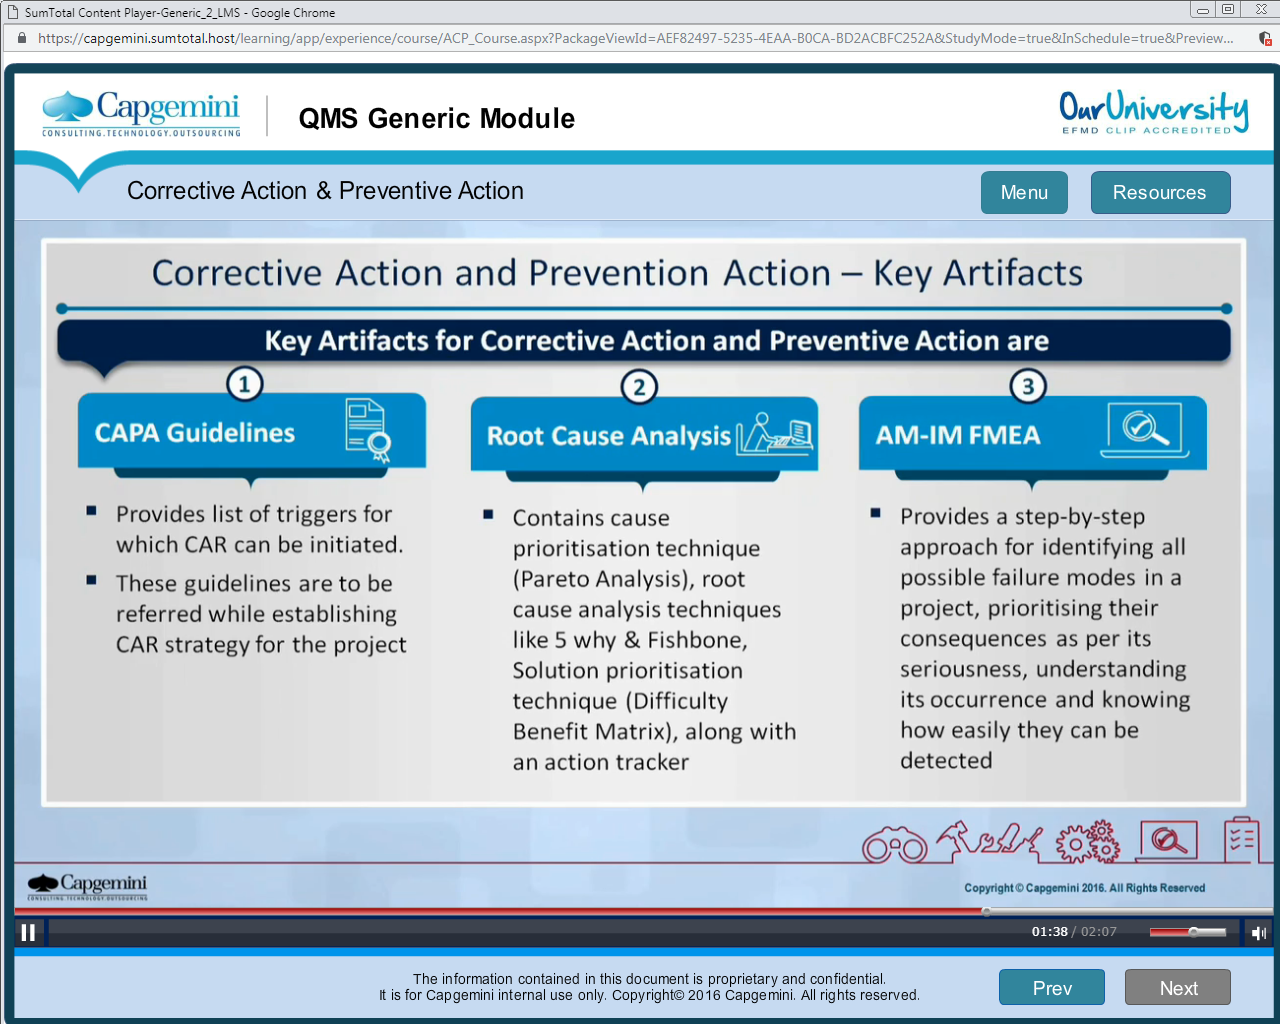 SumTotal Content Player-Generic_2_LMS - Google Chrome
https://capgemini.sumtotal.host/learning/app/experience/course/ACP_Course.aspx?PackageViewId=AEF82497-5235-4EAA-B0CA-BD2ACBFC252A&StudyMode=true&InSchedule=true&Preview...
Capgemini
CONSULTING.TECHNOLOGY.OUTSOURCING
QMS Generic Module
OurUniversity
EFMD CLIP ACCREDITED
Corrective Action & Preventive Action
Menu
Resources
Corrective Action and Prevention Action – Key Artifacts
Key Artifacts for Corrective Action and Preventive Action are
1
CAPA Guidelines
▪ Provides list of triggers for
which CAR can be initiated.
▪ These guidelines are to be
referred while establishing
CAR strategy for the project
2
Root Cause Analysis
▪ Contains cause
prioritisation technique
(Pareto Analysis), root
cause analysis techniques
like 5 why & Fishbone,
Solution prioritisation
technique (Difficulty
Benefit Matrix), along with
an action tracker
3
AM-IM FMEA
▪ Provides a step-by-step
approach for identifying all
possible failure modes in a
project, prioritising their
consequences as per its
seriousness, understanding
its occurrence and knowing
how easily they can be
detected
Capgemini
CONSULTING.TECHNOLOGY.OUTSOURCING
Copyright © Capgemini 2016. All Rights Reserved
01:38 / 02:07
The information contained in this document is proprietary and confidential.
It is for Capgemini internal use only. Copyright© 2016 Capgemini. All rights reserved.
Prev
Next